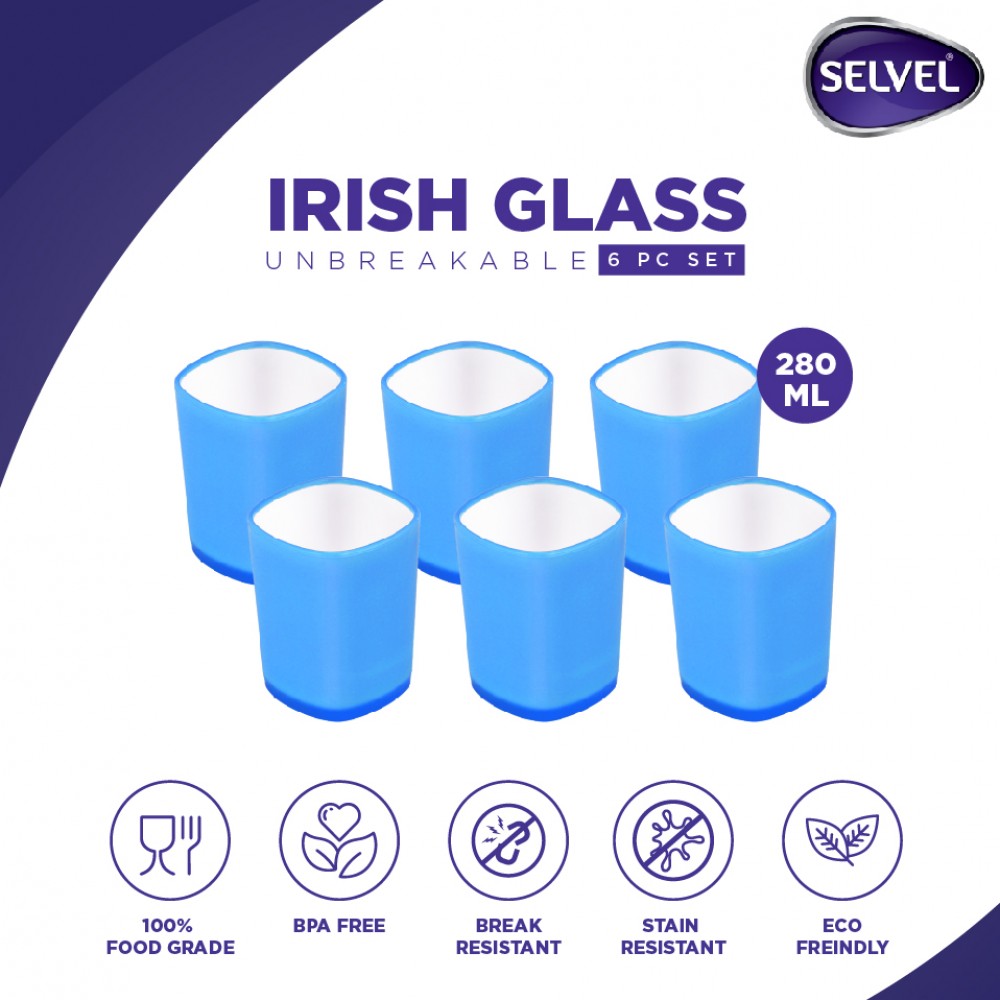 SELVEL®
IRISH GLASS
UNBREAKABLE 6 PC SET
280
ML
100%
FOOD GRADE
BPA FREE
BREAK
RESISTANT
STAIN
RESISTANT
ECO
FREINDLY